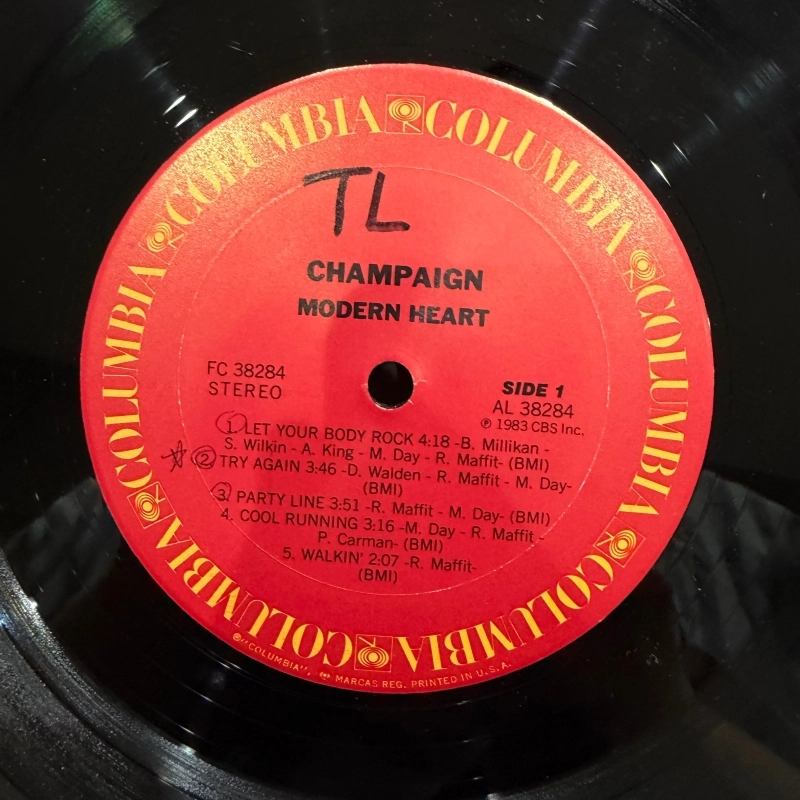 COLUMBIA COLUMBIA COLUMBIA COLUMBIA COLUMBIA COLUMBIA COLUMBIA COLUMBIA
TL
CHAMPAIGN
MODERN HEART
FC 38284
STEREO
SIDE 1
AL 38284
℗ 1983 CBS Inc.
1. LET YOUR BODY ROCK 4:18 -B. Millikan -
S. Wilkin - A. King - M. Day - R. Maffit- (BMI)
2. TRY AGAIN 3:46 -D. Walden - R. Maffit - M. Day-
(BMI)
3. PARTY LINE 3:51 -R. Maffit - M. Day- (BMI)
4. COOL RUNNING 3:16 -M. Day - R. Maffit -
P. Carman- (BMI)
5. WALKIN' 2:07 -R. Maffit-
(BMI)
®"COLUMBIA", MARCAS REG. PRINTED IN U.S.A.